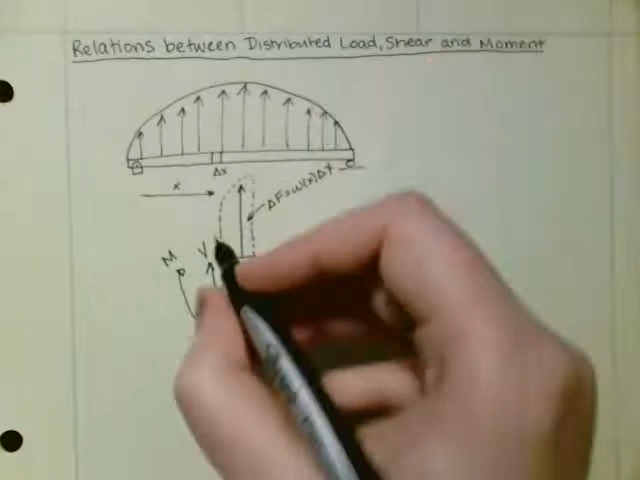 Relations between Distributed Load, Shear and Moment
Δx
x
ΔF=w(x)Δx
M V